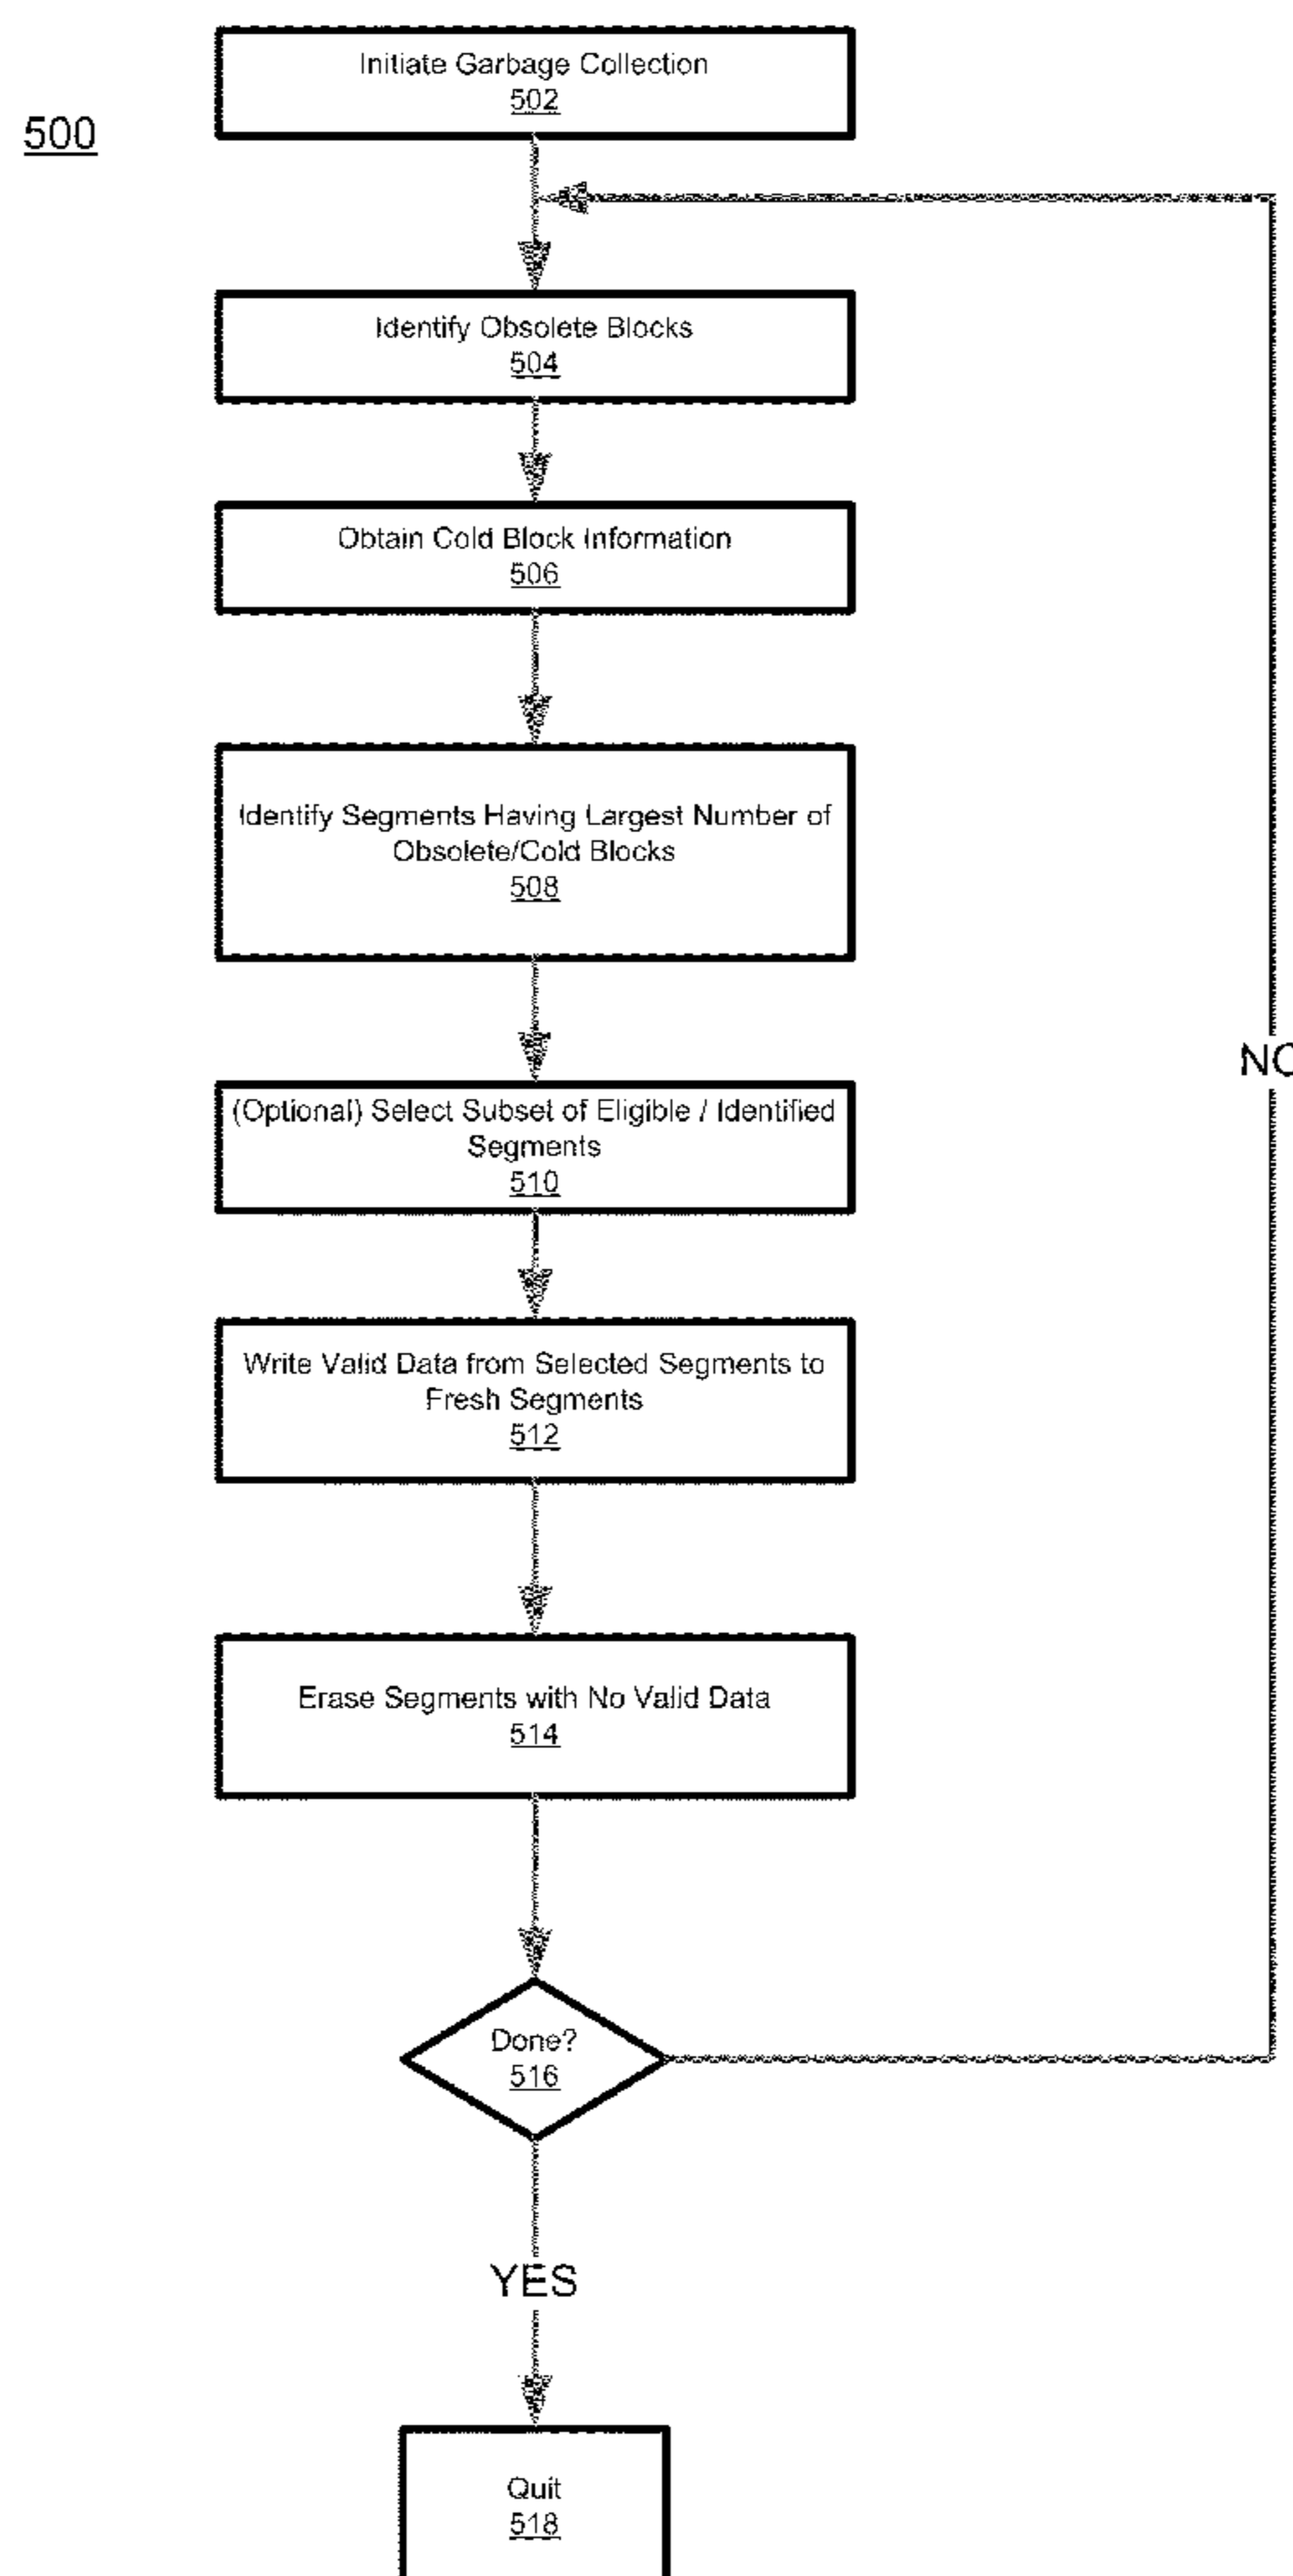 Initiate Garbage Collection
502
500
Identify Obsolete Blocks
504
Obtain Cold Block Information
506
Identify Segments Having Largest Number of
Obsolete/Cold Blocks
508
NO
(Optional) Select Subset of Eligible / Identified
Segments
510
Write Valid Data from Selected Segments to
Fresh Segments
512
Erase Segments with No Valid Data
514
Done?
516
YES
Quit
518